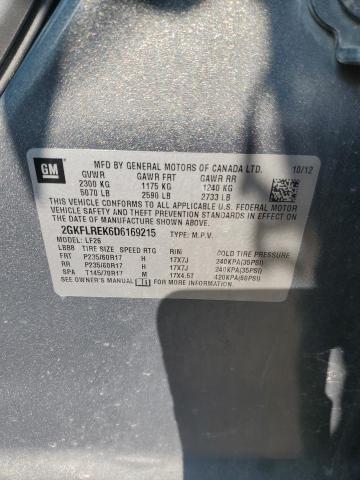 GM
MFD BY GENERAL MOTORS OF CANADA LTD. 10/12
GVWR GAWR FRT GAWR RR
2300 KG 1175 KG 1240 KG
5070 LB 2590 LB 2733 LB
THIS VEHICLE CONFORMS TO ALL APPLICABLE U.S. FEDERAL
MOTOR VEHICLE SAFETY
THEFT PREVENTION STANDARDS IN EFFECT ON THE DATE OF
MANUFACTURE SHOWN ABOVE.
2GKFLREK6D6169215 TYPE: M.P.V.
MODEL: LF26
L8B8 TIRE SIZE SPEED RTG RIM COLD TIRE PRESSURE
FRT P235/60R17 H 17X7J 240KPA(35PSI)
RR P235/60R17 H 17X7J 240KPA(35PSI)
SPA T145/70R17 M 17X4.5T 420KPA(60PSI)
SEE OWNER'S MANUAL FOR MORE INFORMATION.